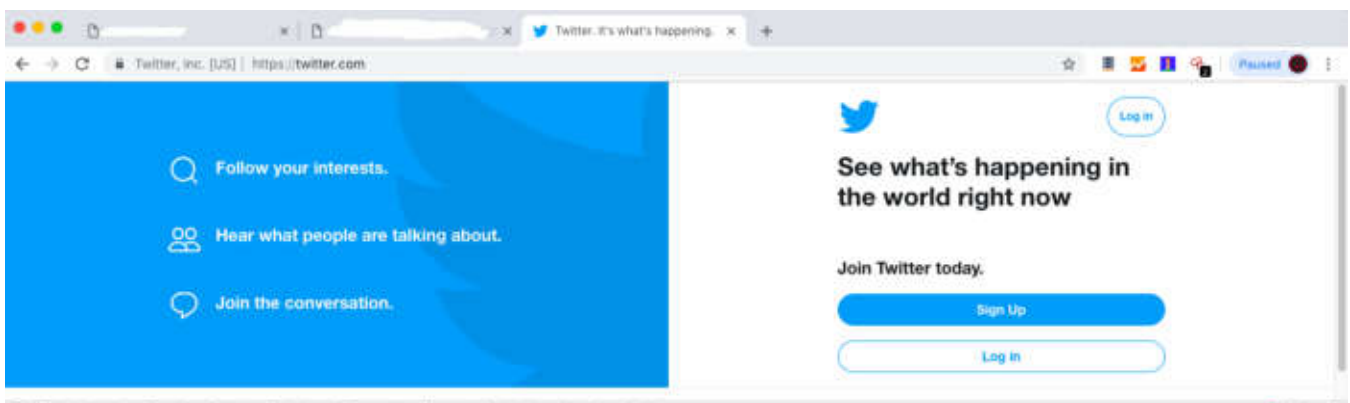 Twitter. It's what's happening.
Twitter, Inc. [US] | https://twitter.com
Paused
Log in
See what's happening in
the world right now
Follow your interests.
Hear what people are talking about.
Join the conversation.
Join Twitter today.
Sign Up
Log in